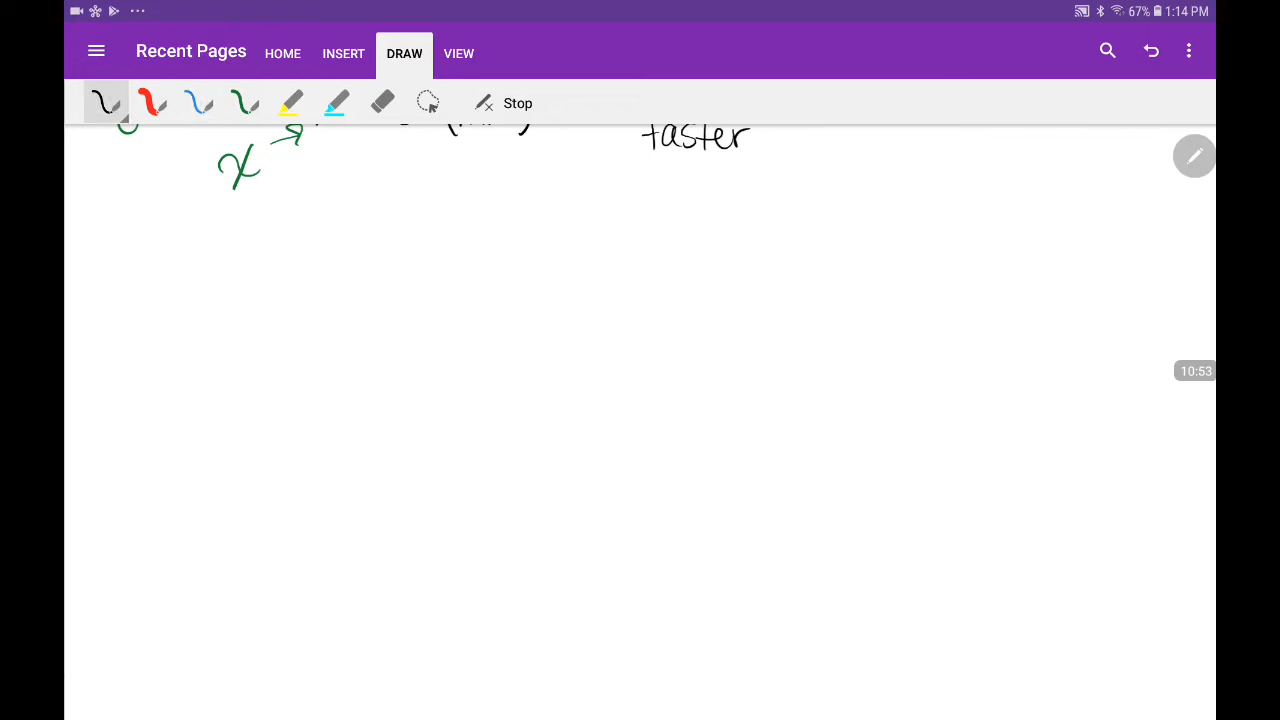 67% 1:14 PM
Recent Pages HOME INSERT DRAW VIEW
Stop
faster
x
10:53